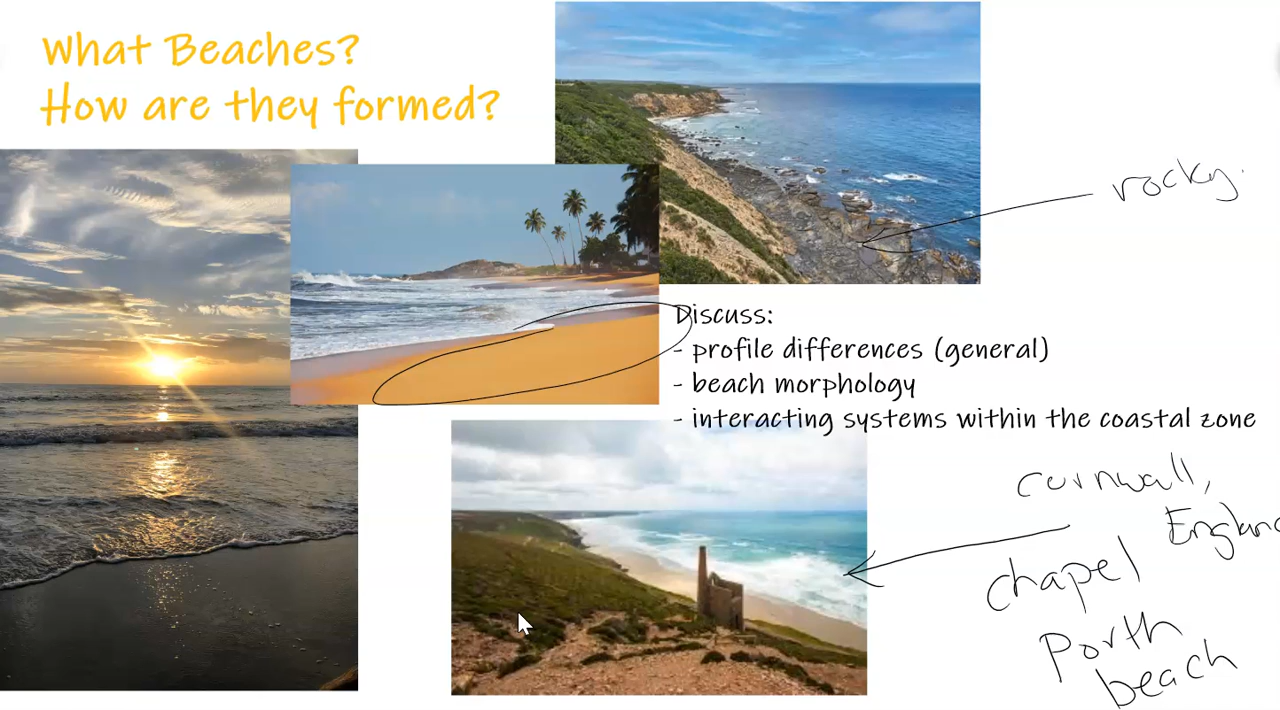 What Beaches?
How are they formed?
rocky.
Discuss:
- profile differences (general)
- beach morphology
- interacting systems within the coastal zone
cornwall,
England
chapel
Porth
beach